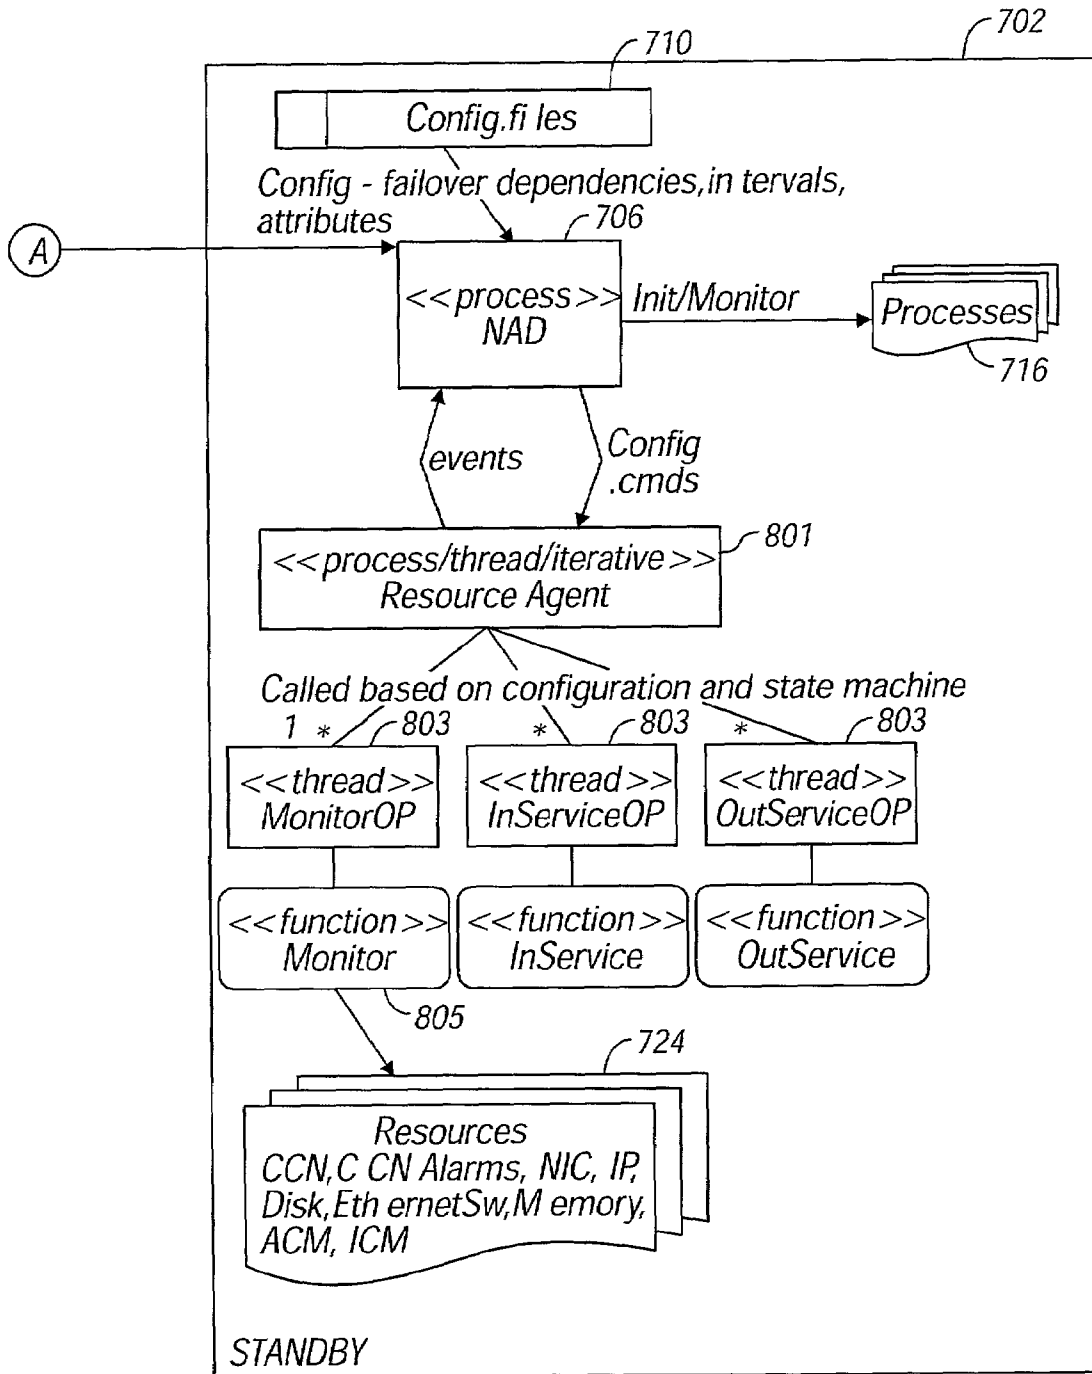 702
710
Config.fi les
Config - failover dependencies,in tervals,
attributes
706
A
<<process>>
NAD
Init/Monitor
Processes
716
events
Config
.cmds
801
<<process/thread/iterative>>
Resource Agent
Called based on configuration and state machine
1 * 803 * 803 * 803
<<thread>>
MonitorOP
<<thread>>
InServiceOP
<<thread>>
OutServiceOP
<<function>>
Monitor
<<function>>
InService
<<function>>
OutService
805
724
Resources
CCN,C CN Alarms, NIC, IP,
Disk,Eth ernetSw,M emory,
ACM, ICM
STANDBY